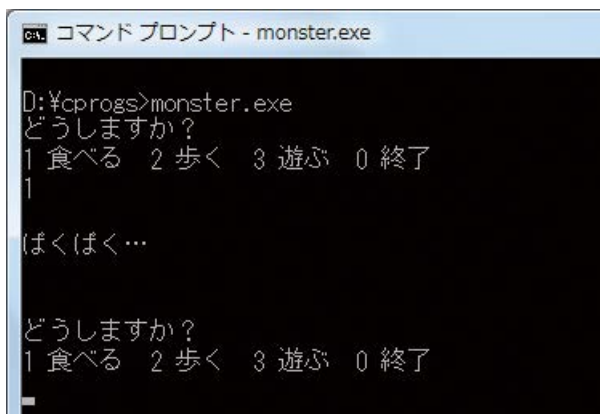 コマンド プロンプト - monster.exe
D:¥cprogs>monster.exe
どうしますか？
1 食べる　2 歩く　3 遊ぶ　0 終了
1
ぱくぱく…
どうしますか？
1 食べる　2 歩く　3 遊ぶ　0 終了